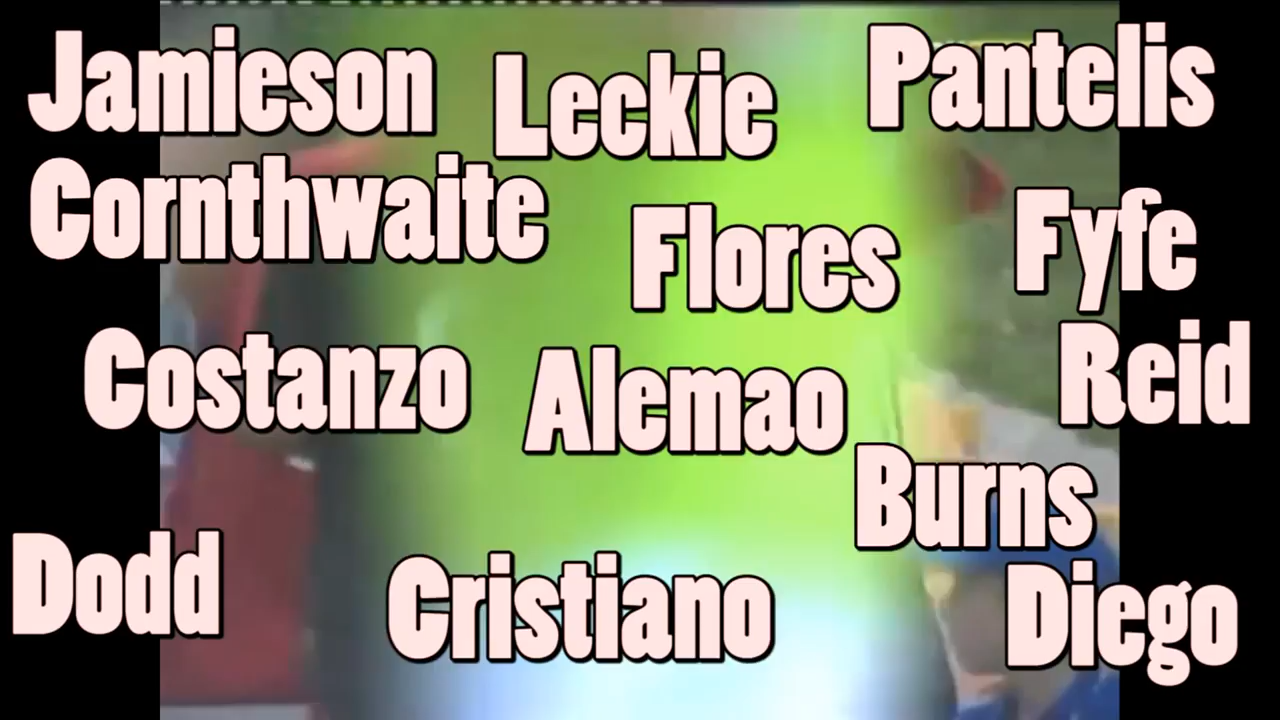 Jamieson
Leckie
Pantelis
Cornthwaite
Flores
Fyfe
Costanzo
Alemao
Reid
Burns
Dodd
Cristiano
Diego